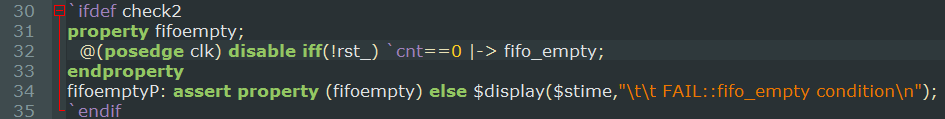 30 `ifdef check2
31 property fifoempty;
32 @(posedge clk) disable iff(!rst_) `cnt==0 |-> fifo_empty;
33 endproperty
34 fifoemptyP: assert property (fifoempty) else $display($stime,"\t\t FAIL::fifo_empty condition\n");
35 `endif